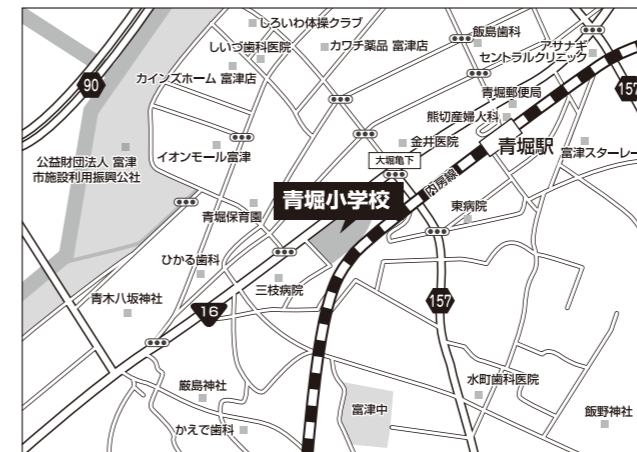 しろいわ体操クラブ
しいづ歯科医院
カワチ薬品 富津店
飯島歯科
アサナギ
セントラルクリニック
カインズホーム 富津店
90
157
青堀郵便局
熊切産婦人科
公益財団法人 富津
市施設利用振興公社
イオンモール富津
金井医院
青堀駅
富津スターレー
大堀亀下
内房線
青堀小学校
青堀保育園
東病院
ひかる歯科
三枝病院
青木八坂神社
16
157
厳島神社
水町歯科医院
富津中
飯野神社
かえで歯科